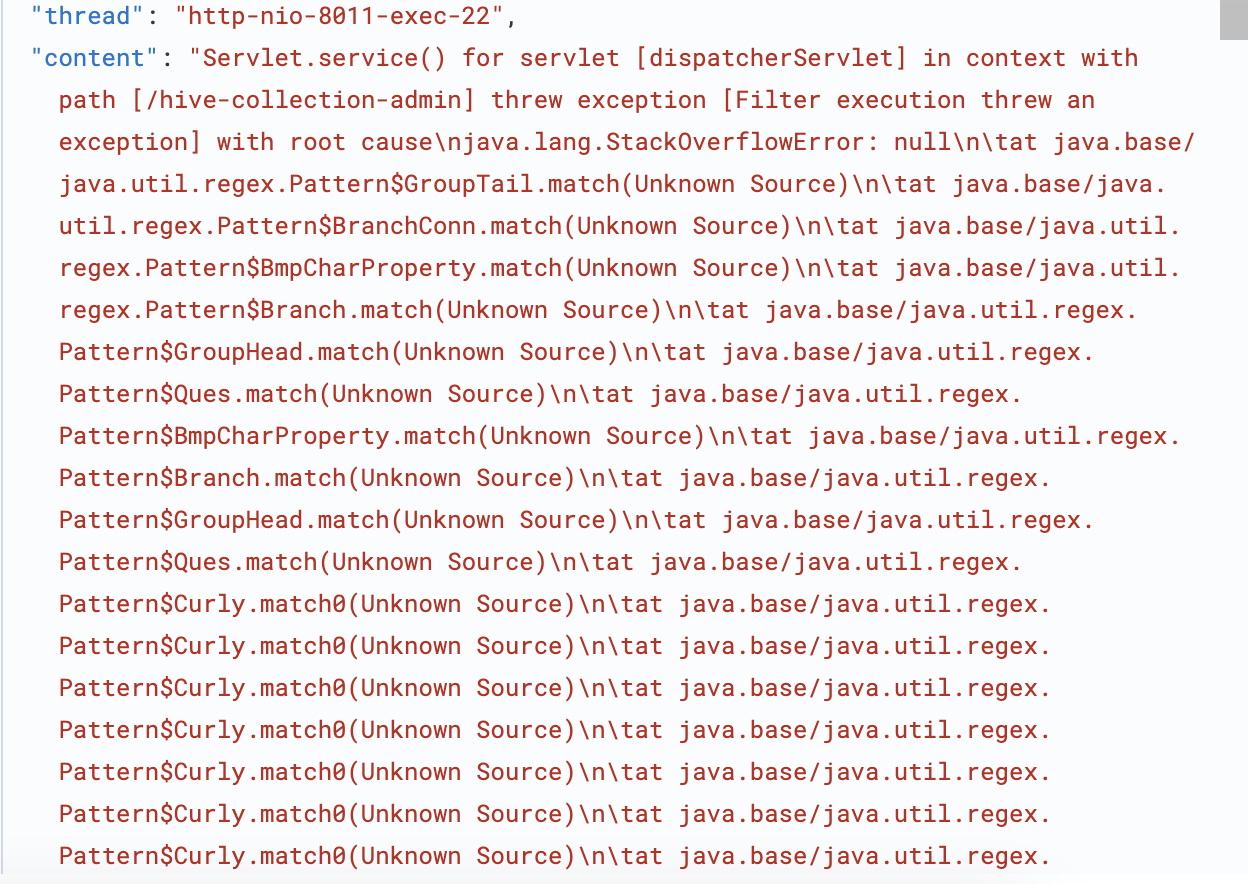 "thread": "http-nio-8011-exec-22",
"content": "Servlet.service() for servlet [dispatcherServlet] in context with
path [/hive-collection-admin] threw exception [Filter execution threw an
exception] with root cause\njava.lang.StackOverflowError: null\n\tat java.base/
java.util.regex.Pattern$GroupTail.match(Unknown Source)\n\tat java.base/java.
util.regex.Pattern$BranchConn.match(Unknown Source)\n\tat java.base/java.util.
regex.Pattern$BmpCharProperty.match(Unknown Source)\n\tat java.base/java.util.
regex.Pattern$Branch.match(Unknown Source)\n\tat java.base/java.util.regex.
Pattern$GroupHead.match(Unknown Source)\n\tat java.base/java.util.regex.
Pattern$Ques.match(Unknown Source)\n\tat java.base/java.util.regex.
Pattern$BmpCharProperty.match(Unknown Source)\n\tat java.base/java.util.regex.
Pattern$Branch.match(Unknown Source)\n\tat java.base/java.util.regex.
Pattern$GroupHead.match(Unknown Source)\n\tat java.base/java.util.regex.
Pattern$Ques.match(Unknown Source)\n\tat java.base/java.util.regex.
Pattern$Curly.match0(Unknown Source)\n\tat java.base/java.util.regex.
Pattern$Curly.match0(Unknown Source)\n\tat java.base/java.util.regex.
Pattern$Curly.match0(Unknown Source)\n\tat java.base/java.util.regex.
Pattern$Curly.match0(Unknown Source)\n\tat java.base/java.util.regex.
Pattern$Curly.match0(Unknown Source)\n\tat java.base/java.util.regex.
Pattern$Curly.match0(Unknown Source)\n\tat java.base/java.util.regex.
Pattern$Curly.match0(Unknown Source)\n\tat java.base/java.util.regex.